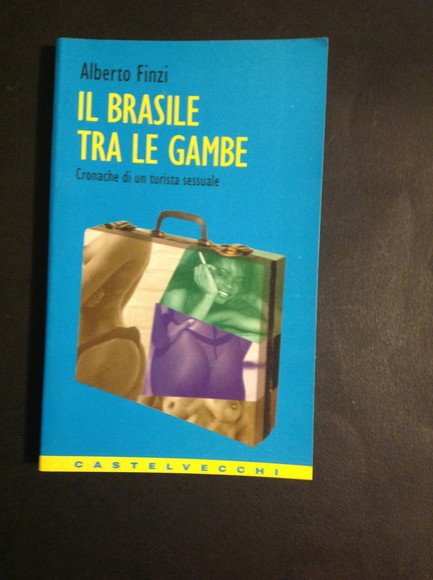 Alberto Finzi
IL BRASILE
TRA LE GAMBE
Cronache di un turista sessuale
CASTELVECCHI